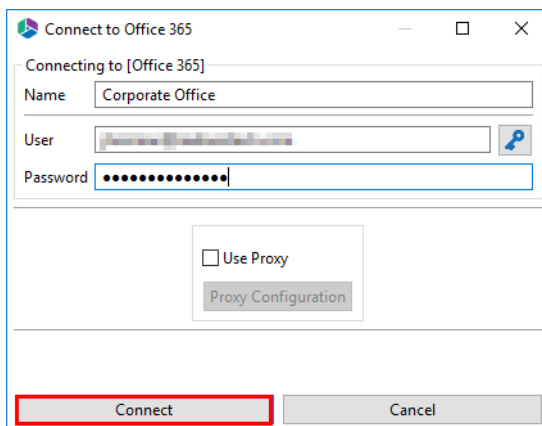 Connect to Office 365
Connecting to [Office 365]
Name Corporate Office
User
Password ••••••••••••••
Use Proxy
Proxy Configuration
Connect Cancel